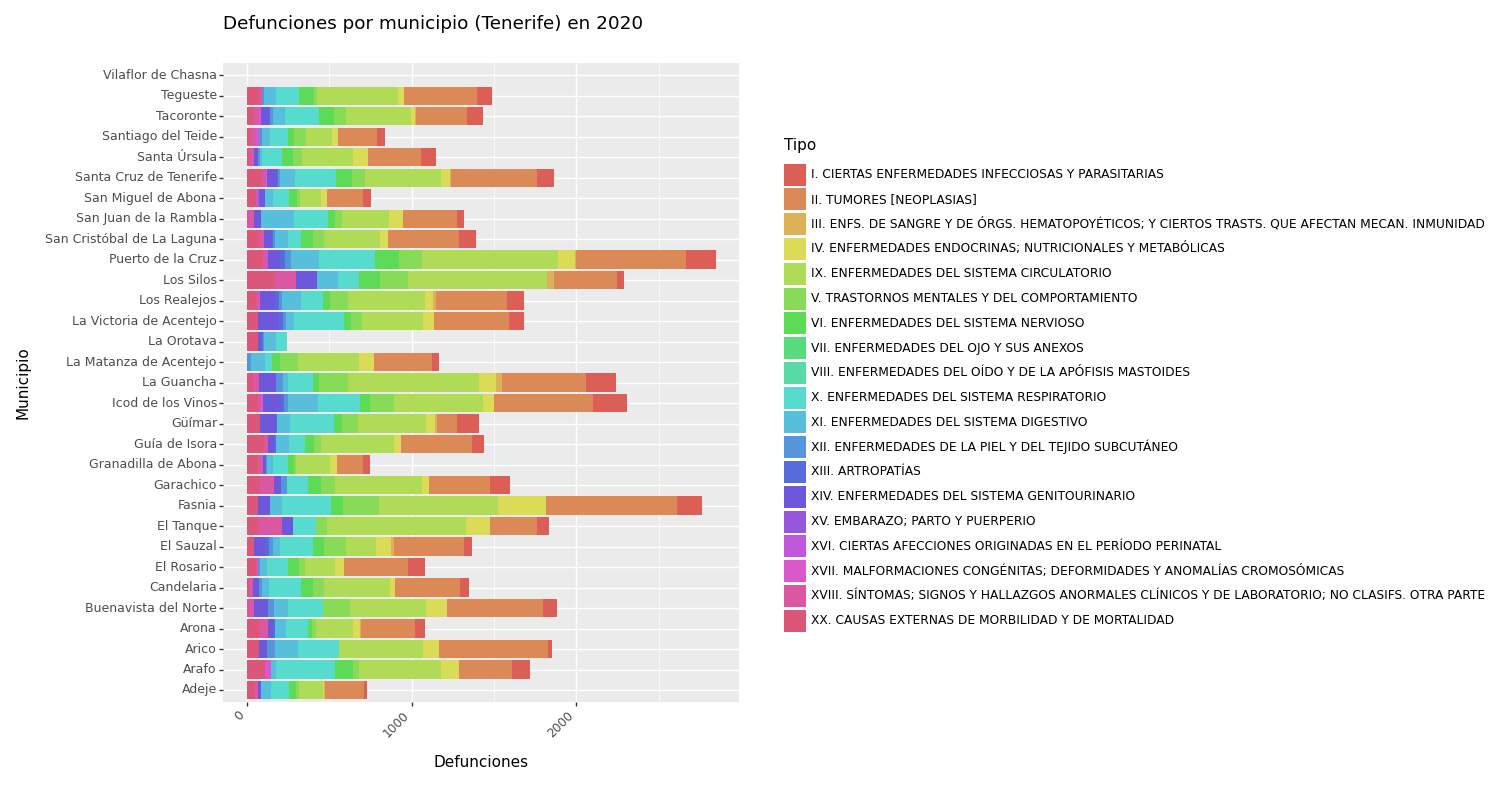 Defunciones por municipio (Tenerife) en 2020
Vilaflor de Chasna
Tegueste
Tacoronte
Santiago del Teide
Santa Úrsula
Santa Cruz de Tenerife
San Miguel de Abona
San Juan de la Rambla
San Cristóbal de La Laguna
Puerto de la Cruz
Los Silos
Los Realejos
La Victoria de Acentejo
La Orotava
La Matanza de Acentejo
La Guancha
Icod de los Vinos
Güímar
Guía de Isora
Granadilla de Abona
Garachico
Fasnia
El Tanque
El Sauzal
El Rosario
Candelaria
Buenavista del Norte
Arona
Arico
Arafo
Adeje
Municipio
0
1000
2000
Defunciones
Tipo
I. CIERTAS ENFERMEDADES INFECCIOSAS Y PARASITARIAS
II. TUMORES [NEOPLASIAS]
III. ENFS. DE SANGRE Y DE ÓRGS. HEMATOPOYÉTICOS; Y CIERTOS TRASTS. QUE AFECTAN MECAN. INMUNIDAD
IV. ENFERMEDADES ENDOCRINAS; NUTRICIONALES Y METABÓLICAS
IX. ENFERMEDADES DEL SISTEMA CIRCULATORIO
V. TRASTORNOS MENTALES Y DEL COMPORTAMIENTO
VI. ENFERMEDADES DEL SISTEMA NERVIOSO
VII. ENFERMEDADES DEL OJO Y SUS ANEXOS
VIII. ENFERMEDADES DEL OÍDO Y DE LA APÓFISIS MASTOIDES
X. ENFERMEDADES DEL SISTEMA RESPIRATORIO
XI. ENFERMEDADES DEL SISTEMA DIGESTIVO
XII. ENFERMEDADES DE LA PIEL Y DEL TEJIDO SUBCUTÁNEO
XIII. ARTROPATÍAS
XIV. ENFERMEDADES DEL SISTEMA GENITOURINARIO
XV. EMBARAZO; PARTO Y PUERPERIO
XVI. CIERTAS AFECCIONES ORIGINADAS EN EL PERÍODO PERINATAL
XVII. MALFORMACIONES CONGÉNITAS; DEFORMIDADES Y ANOMALÍAS CROMOSÓMICAS
XVIII. SÍNTOMAS; SIGNOS Y HALLAZGOS ANORMALES CLÍNICOS Y DE LABORATORIO; NO CLASIFS. OTRA PARTE
XX. CAUSAS EXTERNAS DE MORBILIDAD Y DE MORTALIDAD